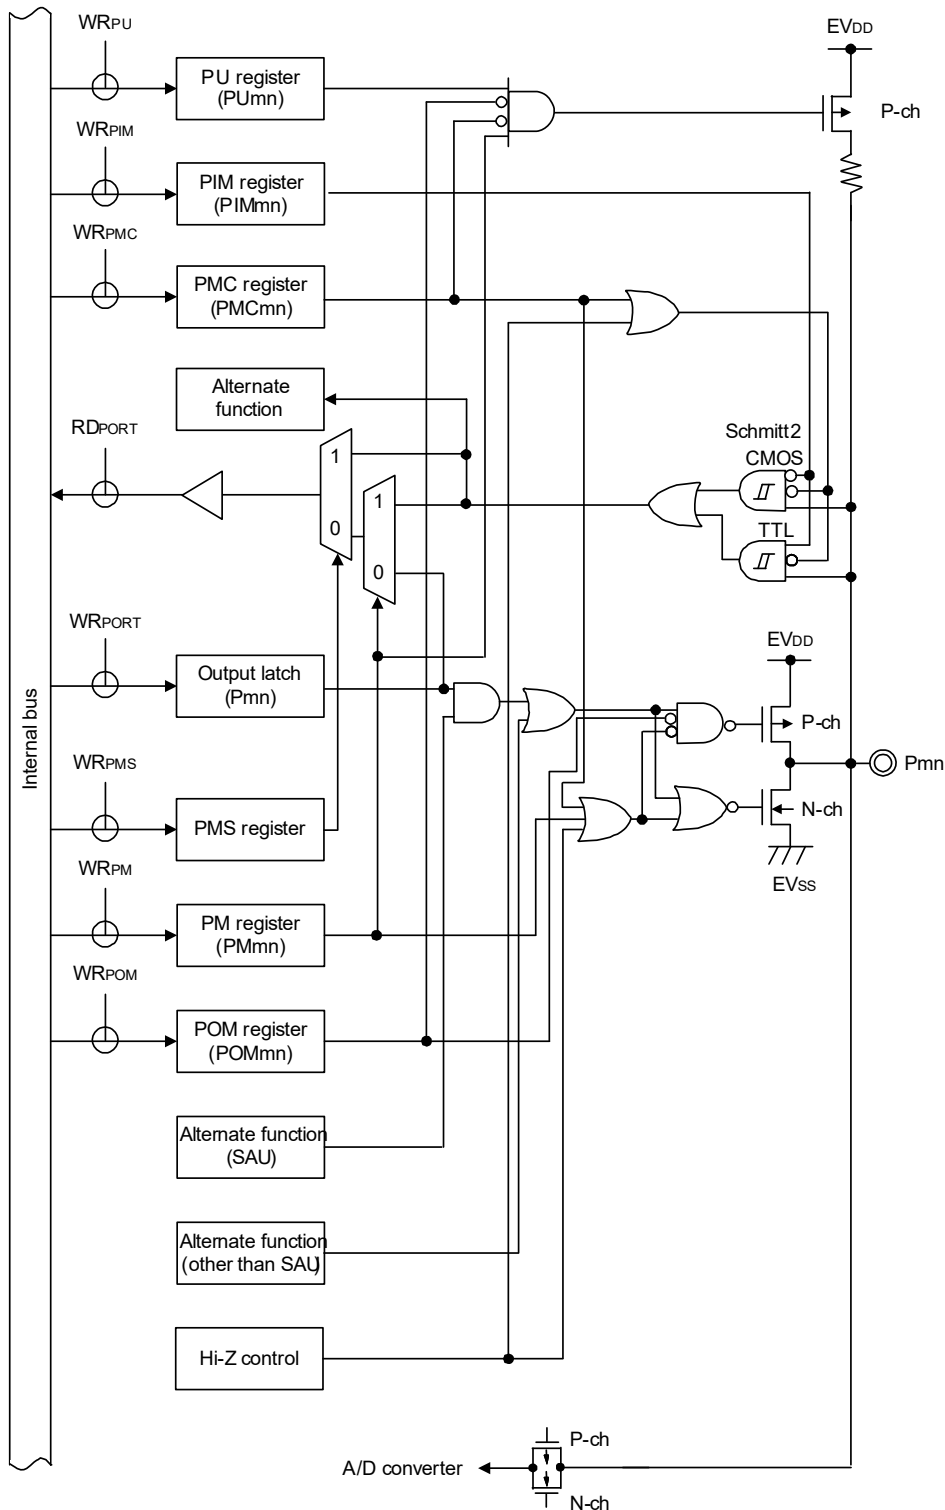 WRPU
EVDD
PU register
(PUmn)
P-ch
WRPIM
PIM register
(PIMmn)
WRPMC
PMC register
(PMCmn)
Alternate
function
RDPORT
1
0
1
0
Schmitt2
CMOS
TTL
WRPORT
Output latch
(Pmn)
EVDD
P-ch
Pmn
Internal bus
WRPMS
PMS register
N-ch
EVSS
WRPM
PM register
(PMmn)
WRPOM
POM register
(POMmn)
Alternate function
(SAU)
Alternate function
(other than SAU)
Hi-Z control
P-ch
A/D converter
N-ch